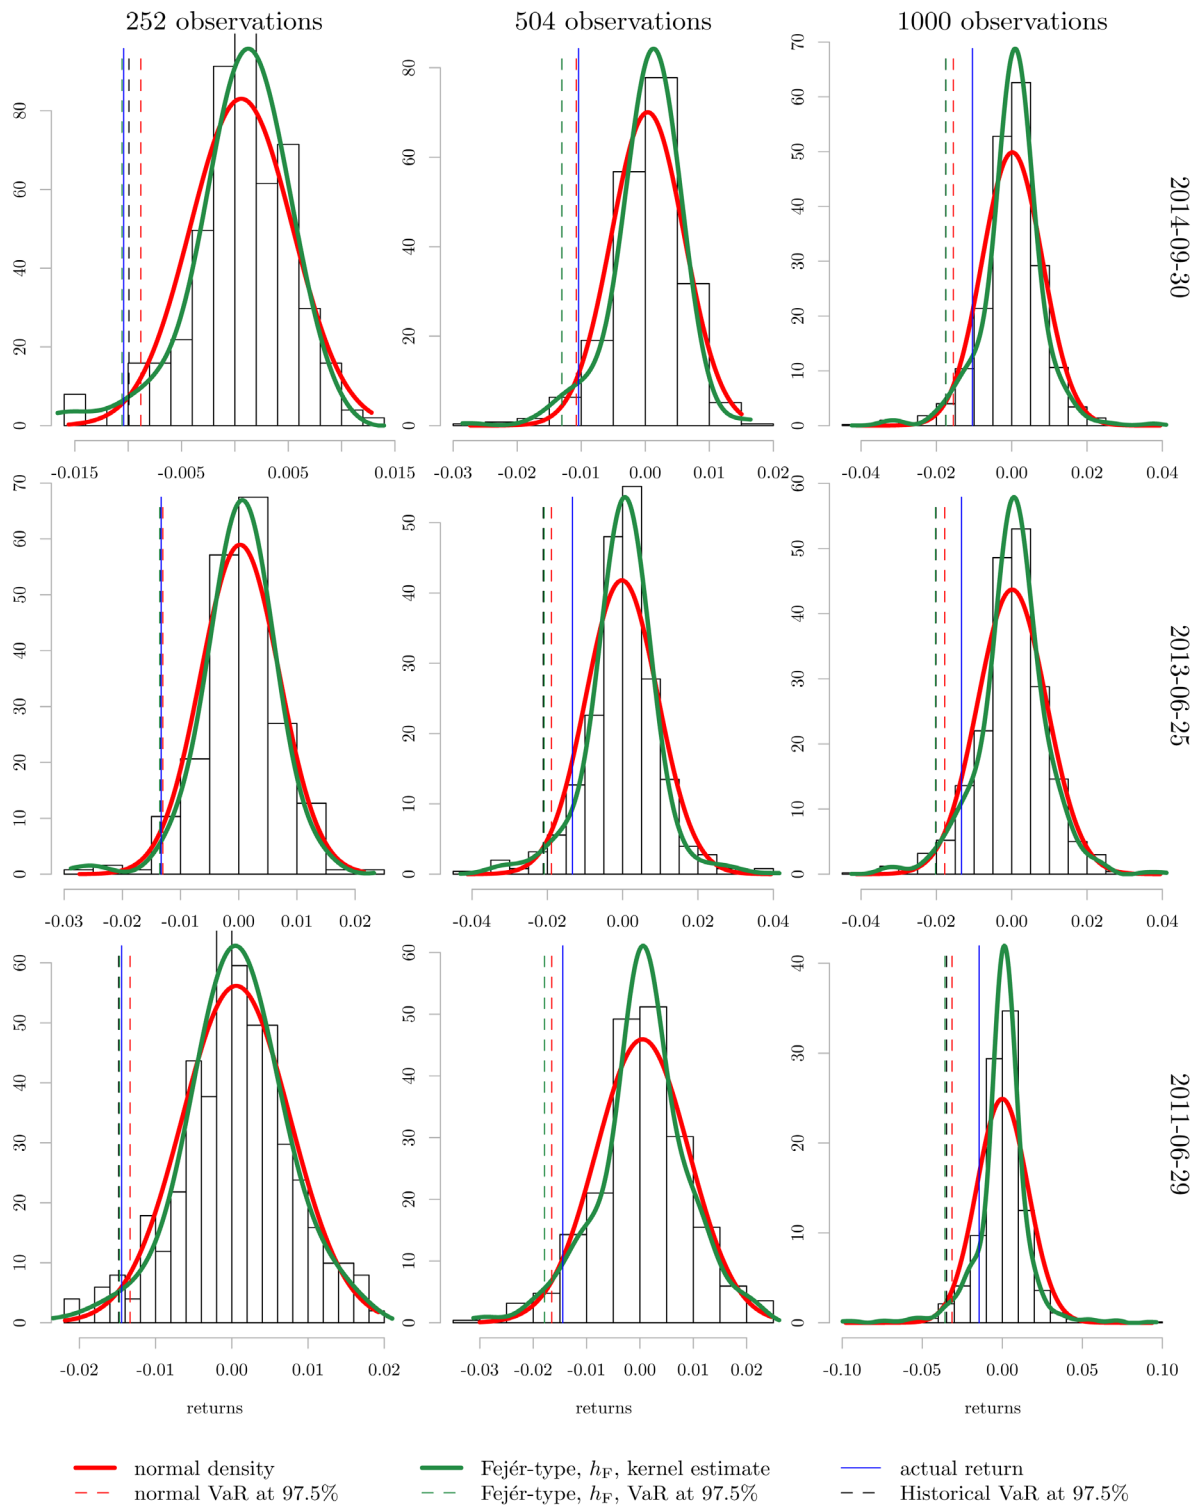 252 observations 504 observations 1000 observations
0 20 40 60 80
-0.015 -0.005 0.005 0.015
0 20 40 60 80
-0.03 -0.02 -0.01 0.00 0.01 0.02
0 10 20 30 40 50 60 70
-0.04 -0.02 0.00 0.02 0.04
2014-09-30
0 10 20 30 40 50 60 70
-0.03 -0.02 -0.01 0.00 0.01 0.02
0 10 20 30 40 50
-0.04 -0.02 0.00 0.02 0.04
0 10 20 30 40 50 60
-0.04 -0.02 0.00 0.02 0.04
2013-06-25
0 10 20 30 40 50 60
-0.02 -0.01 0.00 0.01 0.02
returns
0 10 20 30 40 50 60
-0.03 -0.02 -0.01 0.00 0.01 0.02
returns
0 10 20 30 40
-0.10 -0.05 0.00 0.05 0.10
returns
2011-06-29
normal density
normal VaR at 97.5%
Fejér-type, hF, kernel estimate
Fejér-type, hF, VaR at 97.5%
actual return
Historical VaR at 97.5%